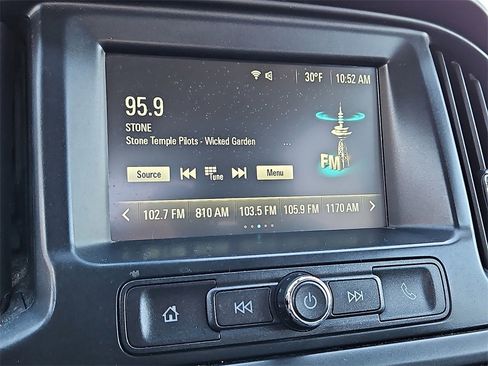 30°F 10:52 AM
95.9
STONE
Stone Temple Pilots - Wicked Garden ...
FM
Source Tune Menu
102.7 FM 810 AM 103.5 FM 105.9 FM 1170 AM